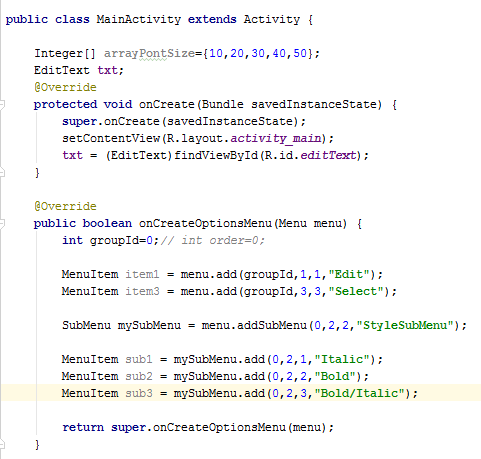 public class MainActivity extends Activity {
Integer[] arrayPontSize={10,20,30,40,50};
EditText txt;
@Override
protected void onCreate(Bundle savedInstanceState) {
super.onCreate(savedInstanceState);
setContentView(R.layout.activity_main);
txt = (EditText)findViewById(R.id.editText);
}
@Override
public boolean onCreateOptionsMenu(Menu menu) {
int groupId=0;// int order=0;
MenuItem item1 = menu.add(groupId,1,1,"Edit");
MenuItem item3 = menu.add(groupId,3,3,"Select");
SubMenu mySubMenu = menu.addSubMenu(0,2,2,"StyleSubMenu");
MenuItem sub1 = mySubMenu.add(0,2,1,"Italic");
MenuItem sub2 = mySubMenu.add(0,2,2,"Bold");
MenuItem sub3 = mySubMenu.add(0,2,3,"Bold/Italic");
return super.onCreateOptionsMenu(menu);
}